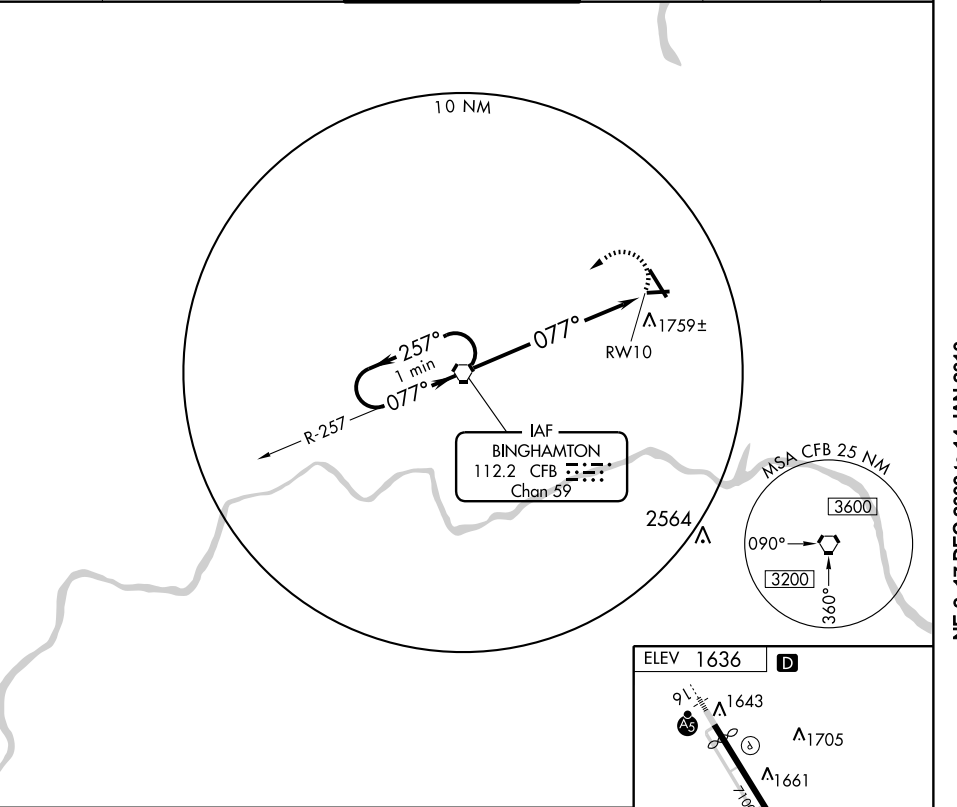 10 NM
257°
1 min
077°
077°
R-257
RW10
1759±
IAF
BINGHAMTON
112.2 CFB
Chan 59
MSA CFB 25 NM
3600
090°
3200
360°
2564
ELEV 1636 D
16
A5
1643
1705
1661